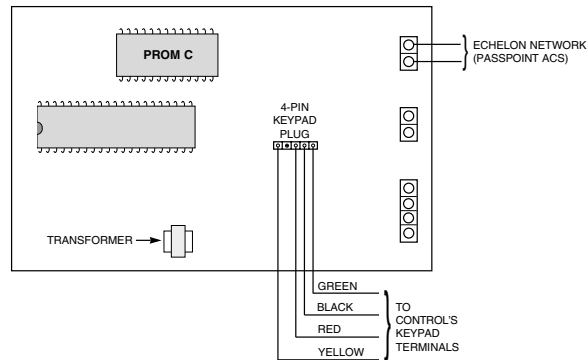 PROM C
ECHELON NETWORK
(PASSPOINT ACS)
4-PIN
KEYPAD
PLUG
TRANSFORMER
GREEN
BLACK
RED
YELLOW
TO
CONTROL'S
KEYPAD
TERMINALS